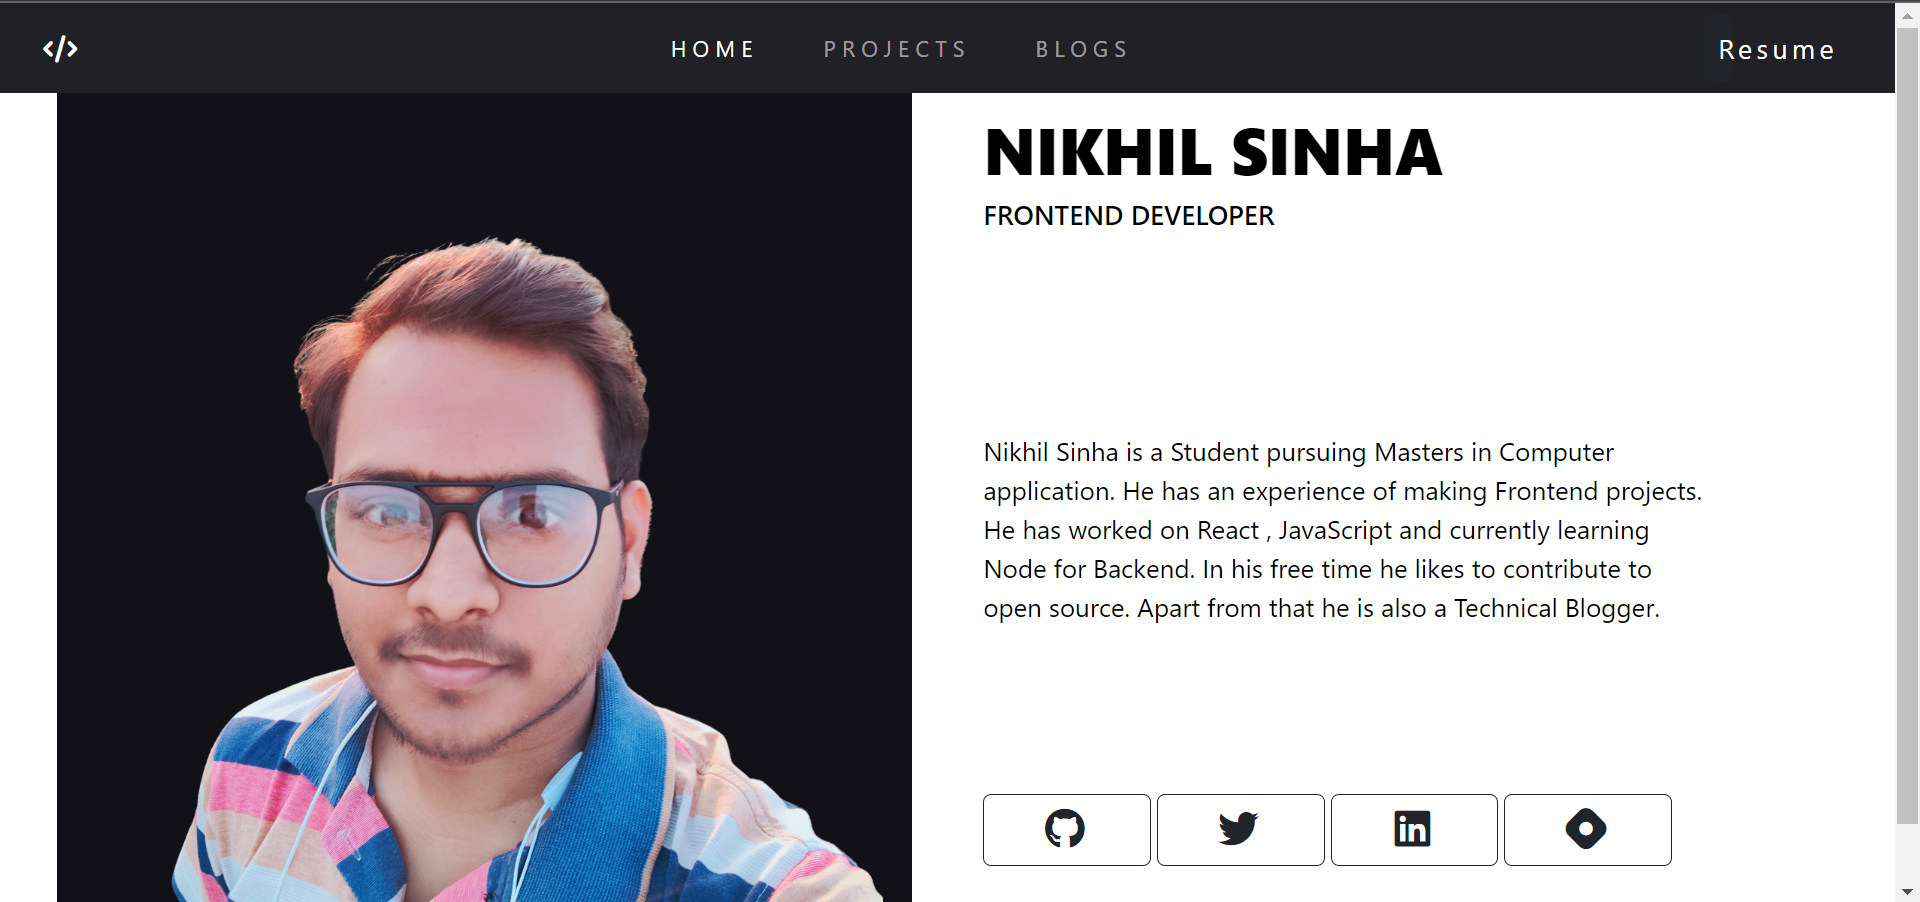 </>
HOME PROJECTS BLOGS Resume
NIKHIL SINHA
FRONTEND DEVELOPER
Nikhil Sinha is a Student pursuing Masters in Computer
application. He has an experience of making Frontend projects.
He has worked on React , JavaScript and currently learning
Node for Backend. In his free time he likes to contribute to
open source. Apart from that he is also a Technical Blogger.
in